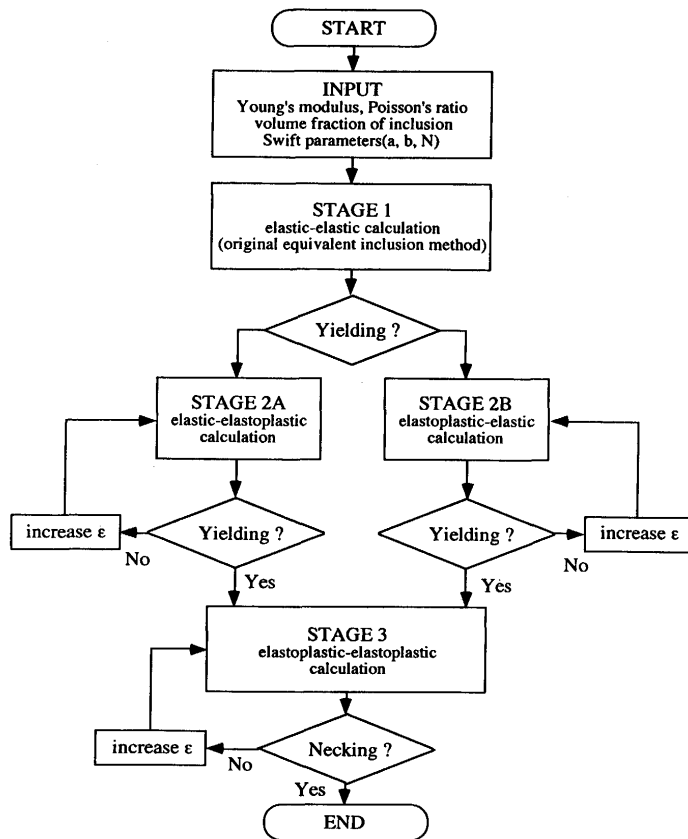 START
INPUT
Young's modulus, Poisson's ratio
volume fraction of inclusion
Swift parameters(a, b, N)
STAGE 1
elastic-elastic calculation
(original equivalent inclusion method)
Yielding ?
STAGE 2A
elastic-elastoplastic
calculation
STAGE 2B
elastoplastic-elastic
calculation
increase ε
No
Yielding ?
Yes
Yielding ?
No
increase ε
Yes
STAGE 3
elastoplastic-elastoplastic
calculation
increase ε
No
Necking ?
Yes
END